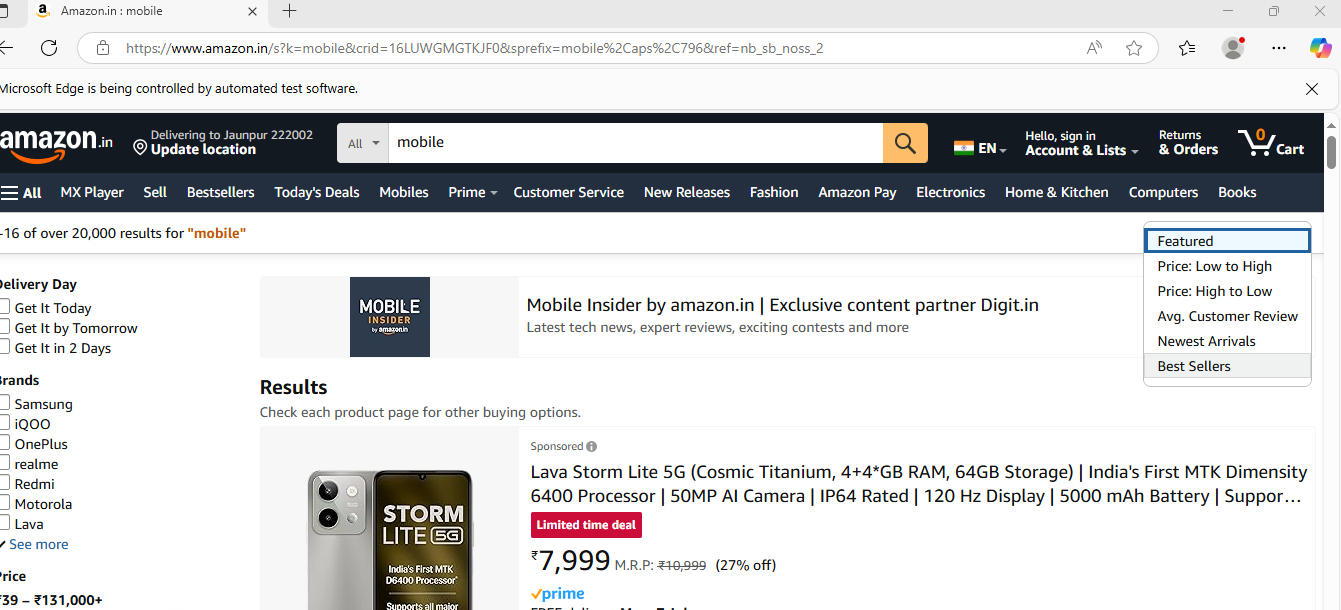 Amazon.in : mobile
https://www.amazon.in/s?k=mobile&crid=16LUWGMGTKJF0&sprefix=mobile%2Caps%2C796&ref=nb_sb_noss_2
Microsoft Edge is being controlled by automated test software.
amazon.in
Delivering to Jaunpur 222002
Update location
All
mobile
EN
Hello, sign in
Account & Lists
Returns
& Orders
0
Cart
All MX Player Sell Bestsellers Today's Deals Mobiles Prime Customer Service New Releases Fashion Amazon Pay Electronics Home & Kitchen Computers Books
-16 of over 20,000 results for "mobile"
Featured
Price: Low to High
Price: High to Low
Avg. Customer Review
Newest Arrivals
Best Sellers
Delivery Day
Get It Today
Get It by Tomorrow
Get It in 2 Days
Brands
Samsung
iQOO
OnePlus
realme
Redmi
Motorola
Lava
See more
Price
₹39 – ₹131,000+
MOBILE
INSIDER
by amazon.in
Mobile Insider by amazon.in | Exclusive content partner Digit.in
Latest tech news, expert reviews, exciting contests and more
Results
Check each product page for other buying options.
STORM
LITE 5G
India's First MTK
D6400 Processor*
Supports all major
Sponsored
Lava Storm Lite 5G (Cosmic Titanium, 4+4*GB RAM, 64GB Storage) | India's First MTK Dimensity
6400 Processor | 50MP AI Camera | IP64 Rated | 120 Hz Display | 5000 mAh Battery | Suppor…
Limited time deal
₹7,999 M.R.P: ₹10,999 (27% off)
prime